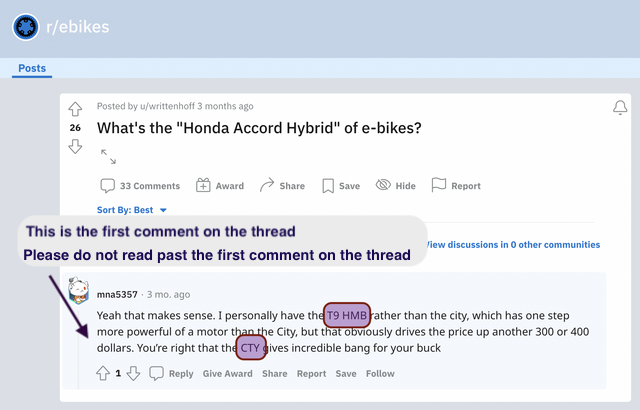 r/ebikes
Posts
Posted by u/writtenhoff 3 months ago
26
What's the "Honda Accord Hybrid" of e-bikes?
33 Comments Award Share Save Hide Report
Sort By: Best
This is the first comment on the thread
Please do not read past the first comment on the thread
View discussions in 0 other communities
mna5357 · 3 mo. ago
Yeah that makes sense. I personally have the T9 HMB rather than the city, which has one step
more powerful of a motor than the City, but that obviously drives the price up another 300 or 400
dollars. You're right that the CTY gives incredible bang for your buck
1 Reply Give Award Share Report Save Follow